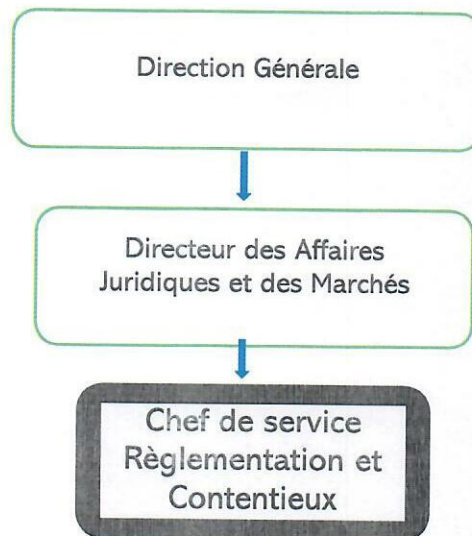 Direction Générale
Directeur des Affaires
Juridiques et des Marchés
Chef de service
Règlementation et
Contentieux